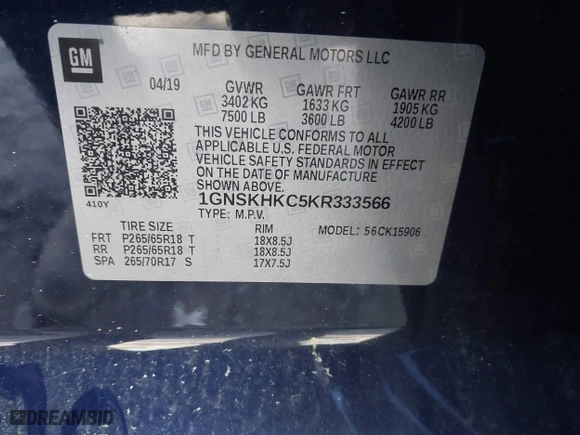 GM
MFD BY GENERAL MOTORS LLC
04/19 GVWR GAWR FRT GAWR RR
3402 KG 1633 KG 1905 KG
7500 LB 3600 LB 4200 LB
THIS VEHICLE CONFORMS TO ALL
APPLICABLE U.S. FEDERAL MOTOR
VEHICLE SAFETY STANDARDS IN EFFECT
ON THE DATE OF MANUFACTURE
SHOWN ABOVE.
410Y
1GNSKHKC5KR333566
TYPE: M.P.V. MODEL: 56CK15906
TIRE SIZE RIM
FRT P265/65R18 T 18X8.5J
RR P265/65R18 T 18X8.5J
SPA 265/70R17 S 17X7.5J
DREAMBID